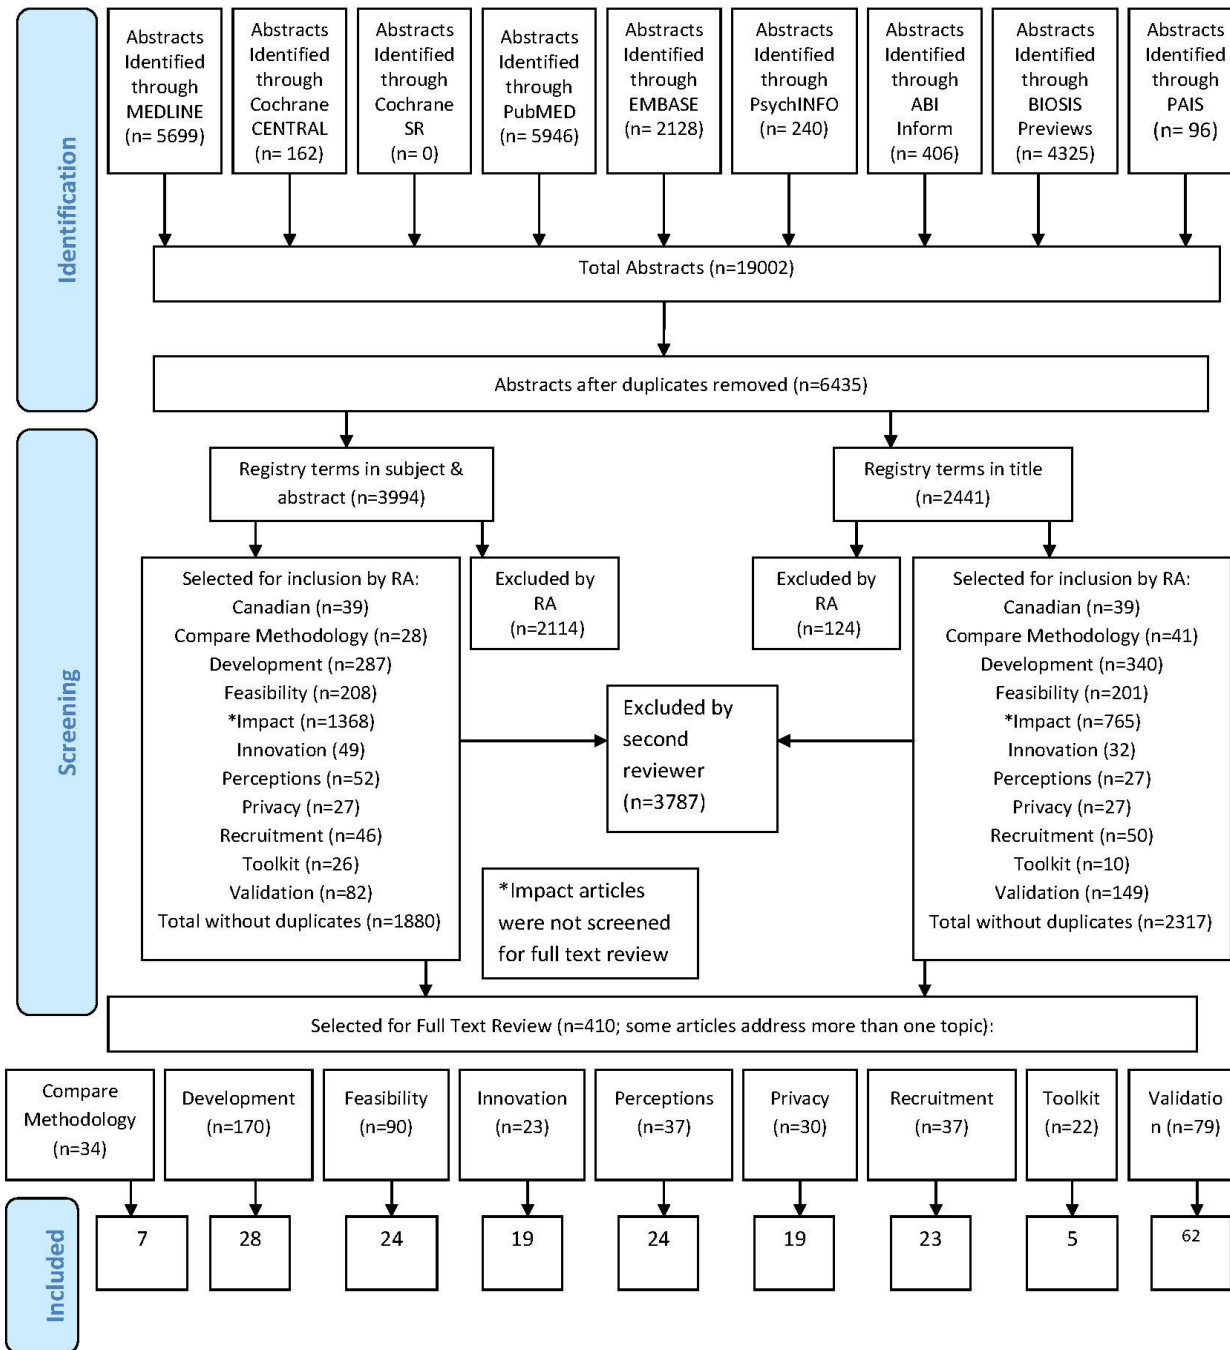 Identification
Abstracts
Identified
through
MEDLINE
(n= 5699)
Abstracts
Identified
through
Cochrane
CENTRAL
(n= 162)
Abstracts
Identified
through
Cochrane
SR
(n= 0)
Abstracts
Identified
through
PubMED
(n= 5946)
Abstracts
Identified
through
EMBASE
(n= 2128)
Abstracts
Identified
through
PsychINFO
(n= 240)
Abstracts
Identified
through
ABI
Inform
(n= 406)
Abstracts
Identified
through
BIOSIS
Previews
(n= 4325)
Abstracts
Identified
through
PAIS
(n= 96)
Total Abstracts (n=19002)
Abstracts after duplicates removed (n=6435)
Screening
Registry terms in subject &
abstract (n=3994)
Registry terms in title
(n=2441)
Selected for inclusion by RA:
Canadian (n=39)
Compare Methodology (n=28)
Development (n=287)
Feasibility (n=208)
*Impact (n=1368)
Innovation (49)
Perceptions (n=52)
Privacy (n=27)
Recruitment (n=46)
Toolkit (n=26)
Validation (n=82)
Total without duplicates (n=1880)
Excluded by
RA
(n=2114)
Excluded by
RA
(n=124)
Selected for inclusion by RA:
Canadian (n=39)
Compare Methodology (n=41)
Development (n=340)
Feasibility (n=201)
*Impact (n=765)
Innovation (32)
Perceptions (n=27)
Privacy (n=27)
Recruitment (n=50)
Toolkit (n=10)
Validation (n=149)
Total without duplicates (n=2317)
Excluded by
second
reviewer
(n=3787)
*Impact articles
were not screened
for full text review
Selected for Full Text Review (n=410; some articles address more than one topic):
Compare
Methodology
(n=34)
Development
(n=170)
Feasibility
(n=90)
Innovation
(n=23)
Perceptions
(n=37)
Privacy
(n=30)
Recruitment
(n=37)
Toolkit
(n=22)
Validatio
n (n=79)
Included
7
28
24
19
24
19
23
5
62